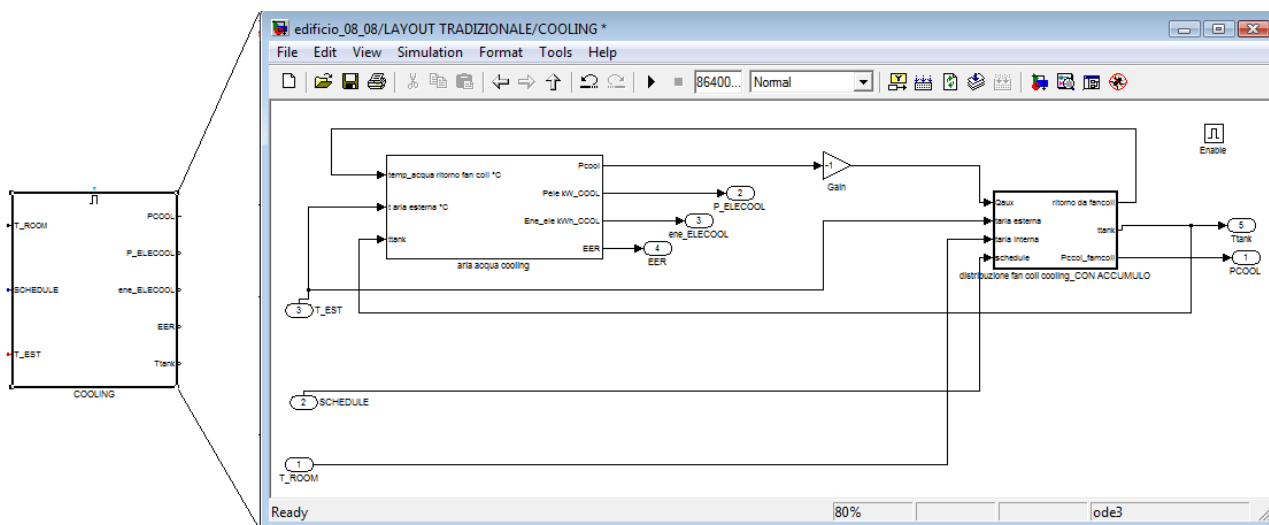 edificio_08_08/LAYOUT TRADIZIONALE/COOLING *
File Edit View Simulation Format Tools Help
86400... Normal
T_ROOM
SCHEDULE
T_EST
PCOOL
P_ELECOOL
ene_ELECOOL
EER
Ttank
COOLING
temp_acqua ritorno fan coil *C
t aria esterna *C
ttank
Pcool
Pele kW_COOL
Ene_ele kWh_COOL
EER
aria acqua cooling
2
P_ELECOOL
3
ene_ELECOOL
4
EER
-1
Gain
Enable
Qaux
taria esterna
taria interna
schedule
ritorno da fancoil
ttank
Pccol_famcoil
distribuzione fan coil cooling_CON ACCUMULO
5
Ttank
1
PCOOL
3 T_EST
2 SCHEDULE
1
T_ROOM
Ready 80% ode3